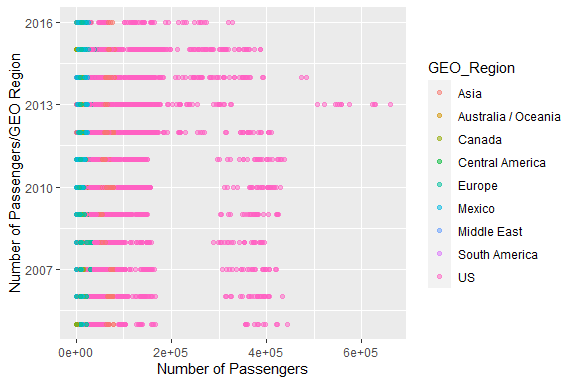 2016
2013
2010
2007
Number of Passengers/GEO Region
0e+00
2e+05
4e+05
6e+05
Number of Passengers
GEO_Region
Asia
Australia / Oceania
Canada
Central America
Europe
Mexico
Middle East
South America
US